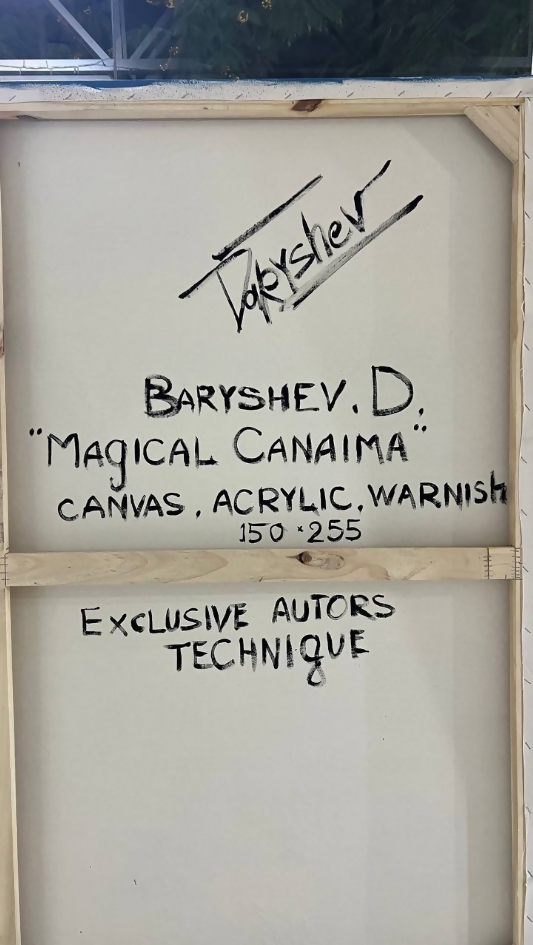 Baryshev
BARYSHEV. D.
"MAgICAL CANAIMA"
CANVAS, ACRYLIC, WARNISh
150 × 255
EXCLUSIVE AUTORS
TECHNIqUE